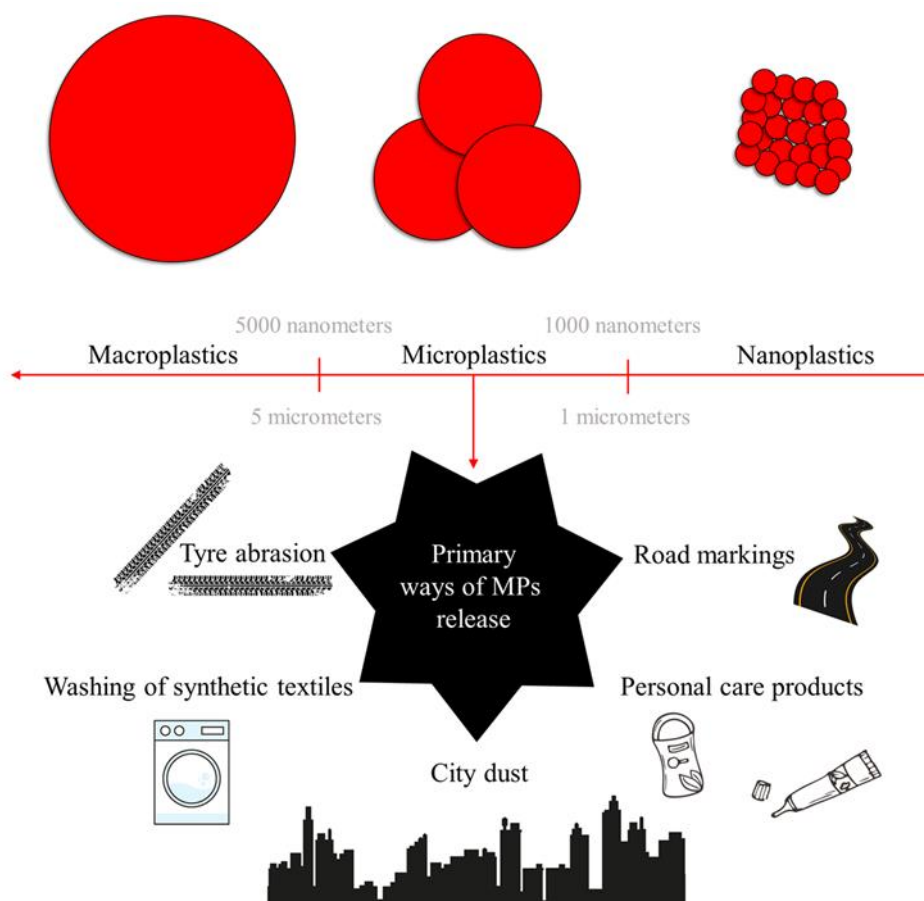 5000 nanometers
1000 nanometers
Macroplastics
Microplastics
Nanoplastics
5 micrometers
1 micrometers
Tyre abrasion
Primary
ways of MPs
release
Road markings
Washing of synthetic textiles
Personal care products
City dust